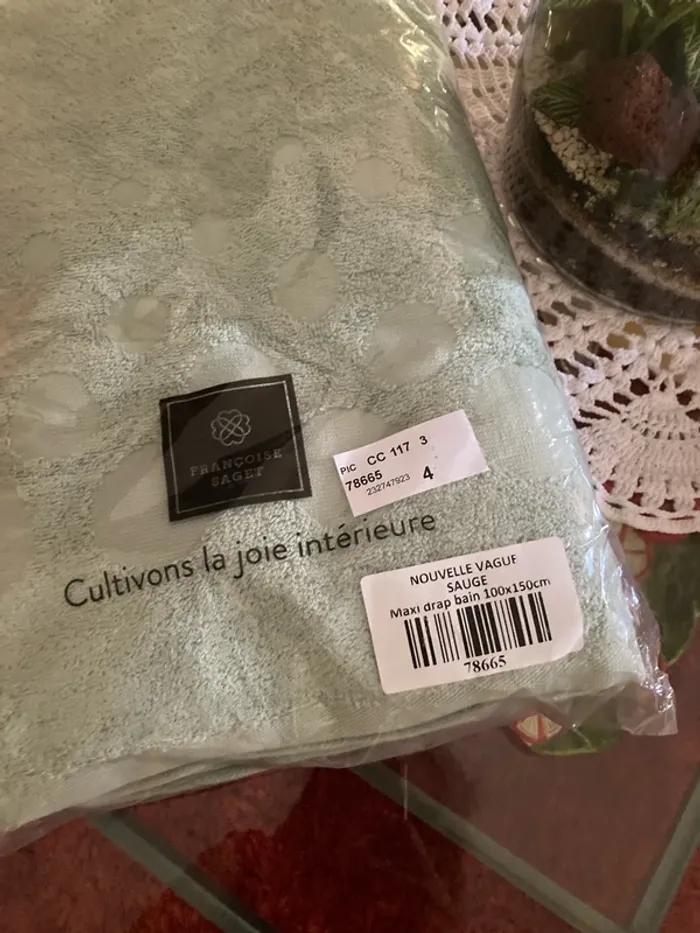 FRANÇOISE
SAGET
PIC CC 117 3
78665
232747923 4
Cultivons la joie intérieure
NOUVELLE VAGUE
SAUGE
Maxi drap bain 100x150cm
78665